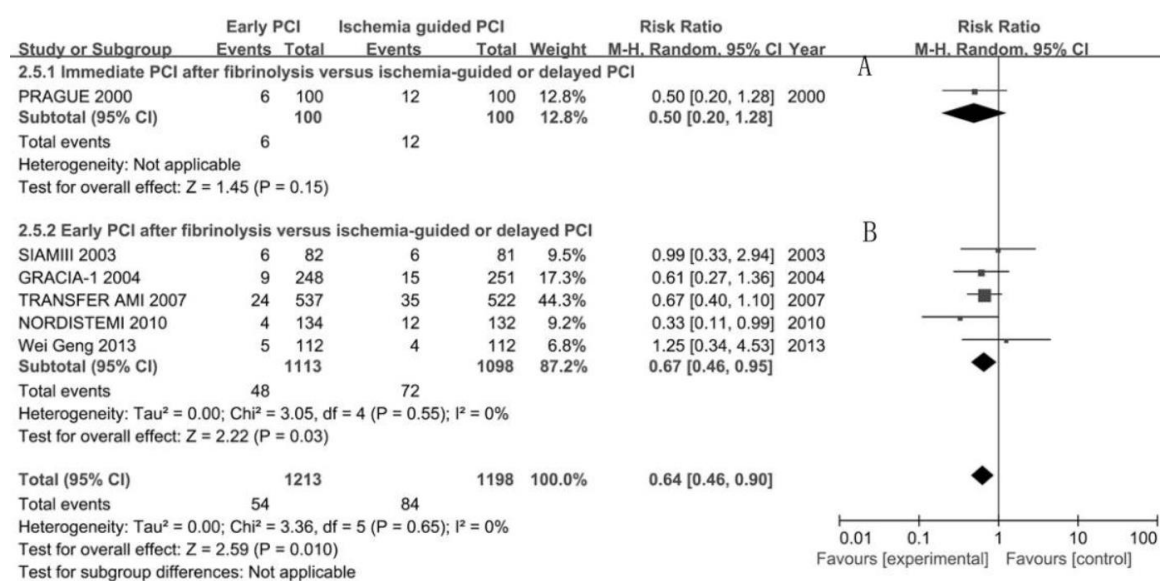 Early PCI Ischemia guided PCI Risk Ratio Risk Ratio
Study or Subgroup Events Total Events Total Weight M-H. Random. 95% CI Year M-H. Random. 95% CI
2.5.1 Immediate PCI after fibrinolysis versus ischemia-guided or delayed PCI A
PRAGUE 2000 6 100 12 100 12.8% 0.50 [0.20, 1.28] 2000
Subtotal (95% CI) 100 100 12.8% 0.50 [0.20, 1.28]
Total events 6 12
Heterogeneity: Not applicable
Test for overall effect: Z = 1.45 (P = 0.15)
2.5.2 Early PCI after fibrinolysis versus ischemia-guided or delayed PCI B
SIAMIII 2003 6 82 6 81 9.5% 0.99 [0.33, 2.94] 2003
GRACIA-1 2004 9 248 15 251 17.3% 0.61 [0.27, 1.36] 2004
TRANSFER AMI 2007 24 537 35 522 44.3% 0.67 [0.40, 1.10] 2007
NORDISTEMI 2010 4 134 12 132 9.2% 0.33 [0.11, 0.99] 2010
Wei Geng 2013 5 112 4 112 6.8% 1.25 [0.34, 4.53] 2013
Subtotal (95% CI) 1113 1098 87.2% 0.67 [0.46, 0.95]
Total events 48 72
Heterogeneity: Tau² = 0.00; Chi² = 3.05, df = 4 (P = 0.55); I² = 0%
Test for overall effect: Z = 2.22 (P = 0.03)
Total (95% CI) 1213 1198 100.0% 0.64 [0.46, 0.90]
Total events 54 84
Heterogeneity: Tau² = 0.00; Chi² = 3.36, df = 5 (P = 0.65); I² = 0%
Test for overall effect: Z = 2.59 (P = 0.010)
Test for subgroup differences: Not applicable
0.01 0.1 1 10 100
Favours [experimental] Favours [control]